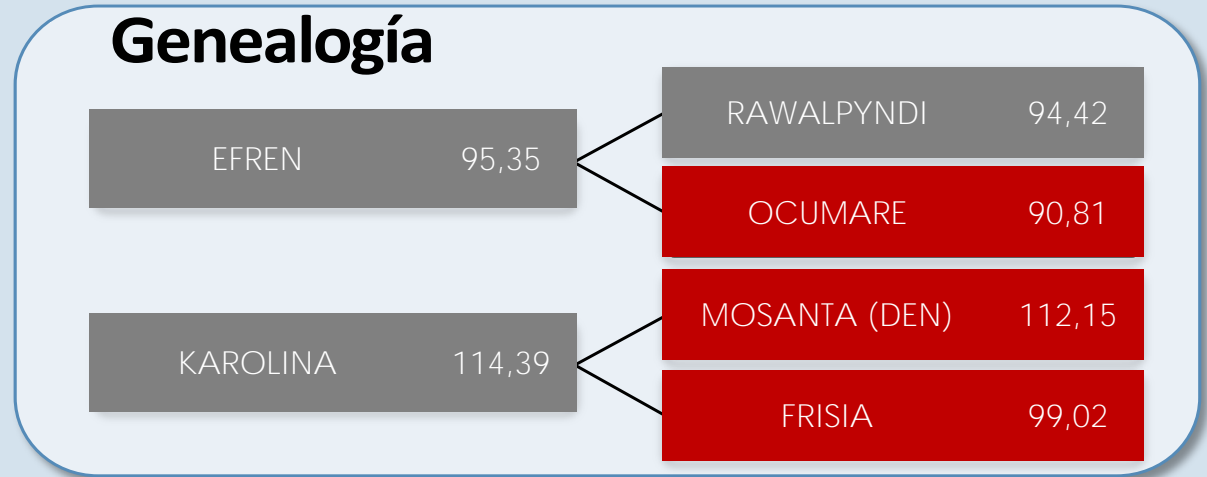 Genealogía
EFREN 95,35
RAWALPYNDI 94,42
OCUMARE 90,81
KAROLINA 114,39
MOSANTA (DEN) 112,15
FRISIA 99,02